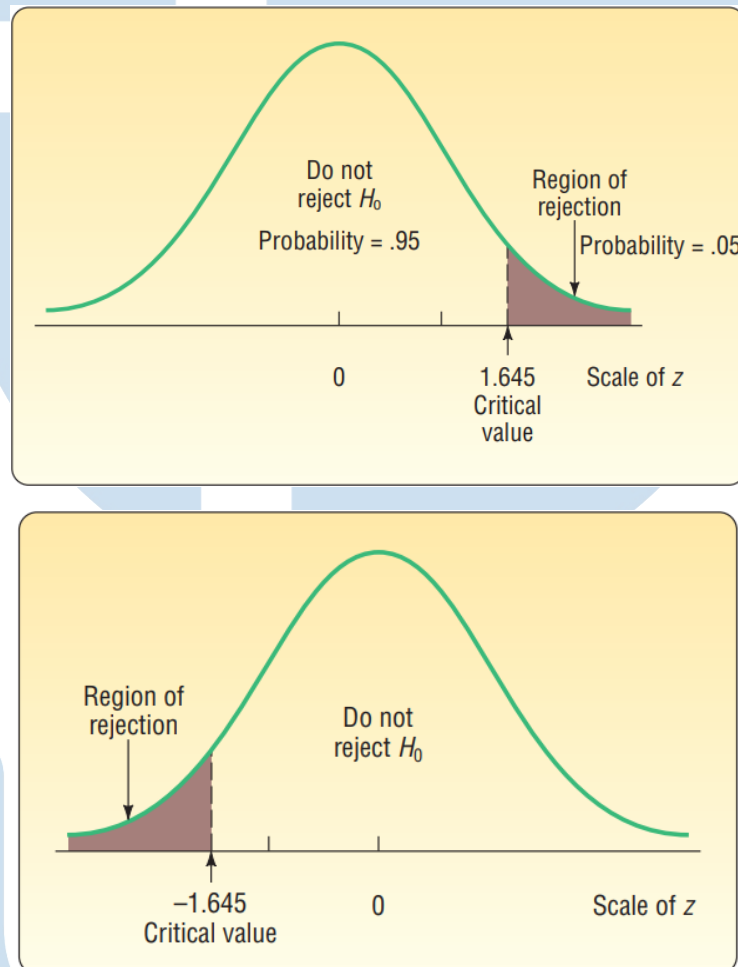 Do not
reject H₀
Probability = .95
Region of
rejection
Probability = .05
0
1.645
Critical
value
Scale of z
Region of
rejection
Do not
reject H₀
–1.645
Critical value
0
Scale of z